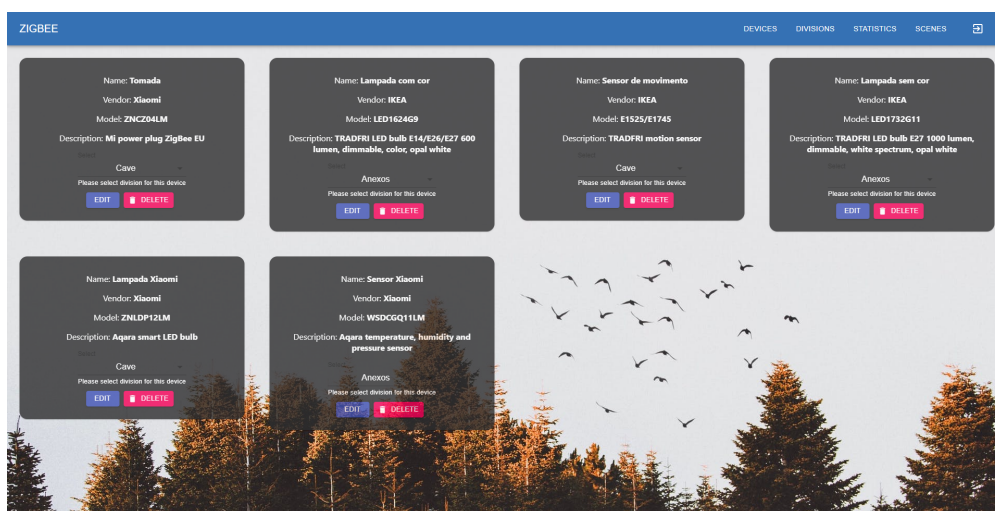 ZIGBEE
DEVICES DIVISIONS STATISTICS SCENES
Name: Tomada
Vendor: Xiaomi
Model: ZNCZ04LM
Description: Mi power plug ZigBee EU
Select
Cave
Please select division for this device
EDIT DELETE
Name: Lampada com cor
Vendor: IKEA
Model: LED1624G9
Description: TRADFRI LED bulb E14/E26/E27 600
lumen, dimmable, color, opal white
Select
Anexos
Please select division for this device
EDIT DELETE
Name: Sensor de movimento
Vendor: IKEA
Model: E1525/E1745
Description: TRADFRI motion sensor
Select
Cave
Please select division for this device
EDIT DELETE
Name: Lampada sem cor
Vendor: IKEA
Model: LED1732G11
Description: TRADFRI LED bulb E27 1000 lumen,
dimmable, white spectrum, opal white
Select
Anexos
Please select division for this device
EDIT DELETE
Name: Lampada Xiaomi
Vendor: Xiaomi
Model: ZNLDP12LM
Description: Aqara smart LED bulb
Select
Cave
Please select division for this device
EDIT DELETE
Name: Sensor Xiaomi
Vendor: Xiaomi
Model: WSDCGQ11LM
Description: Aqara temperature, humidity and
pressure sensor
Select
Anexos
Please select division for this device
EDIT DELETE